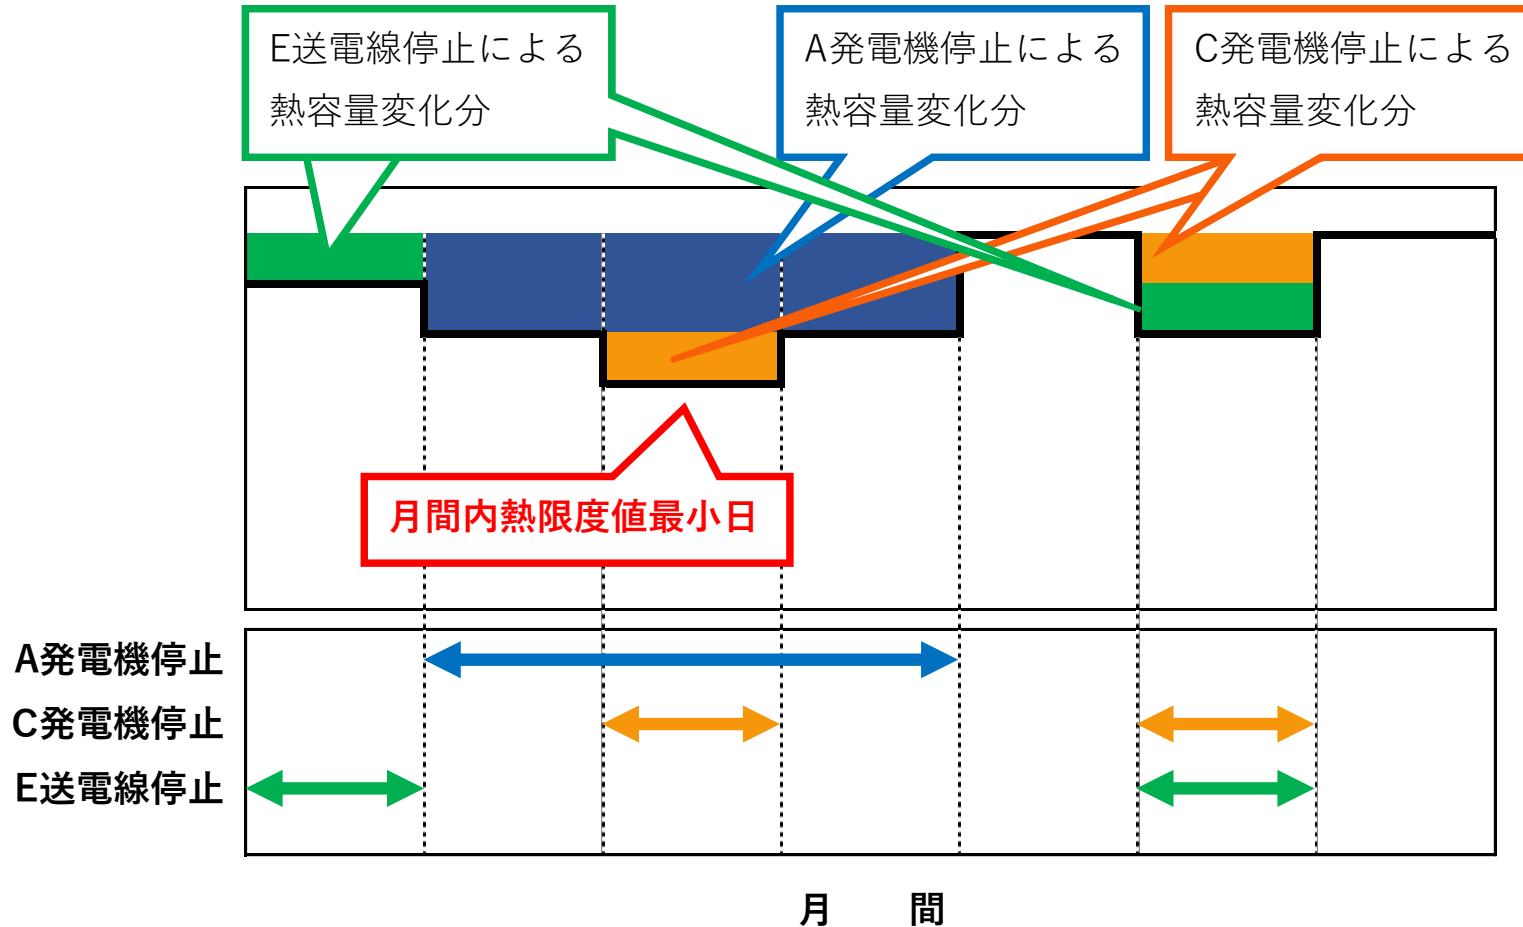 E送電線停止による
熱容量変化分
A発電機停止による
熱容量変化分
C発電機停止による
熱容量変化分
月間内熱限度値最小日
A発電機停止
C発電機停止
E送電線停止
月 間